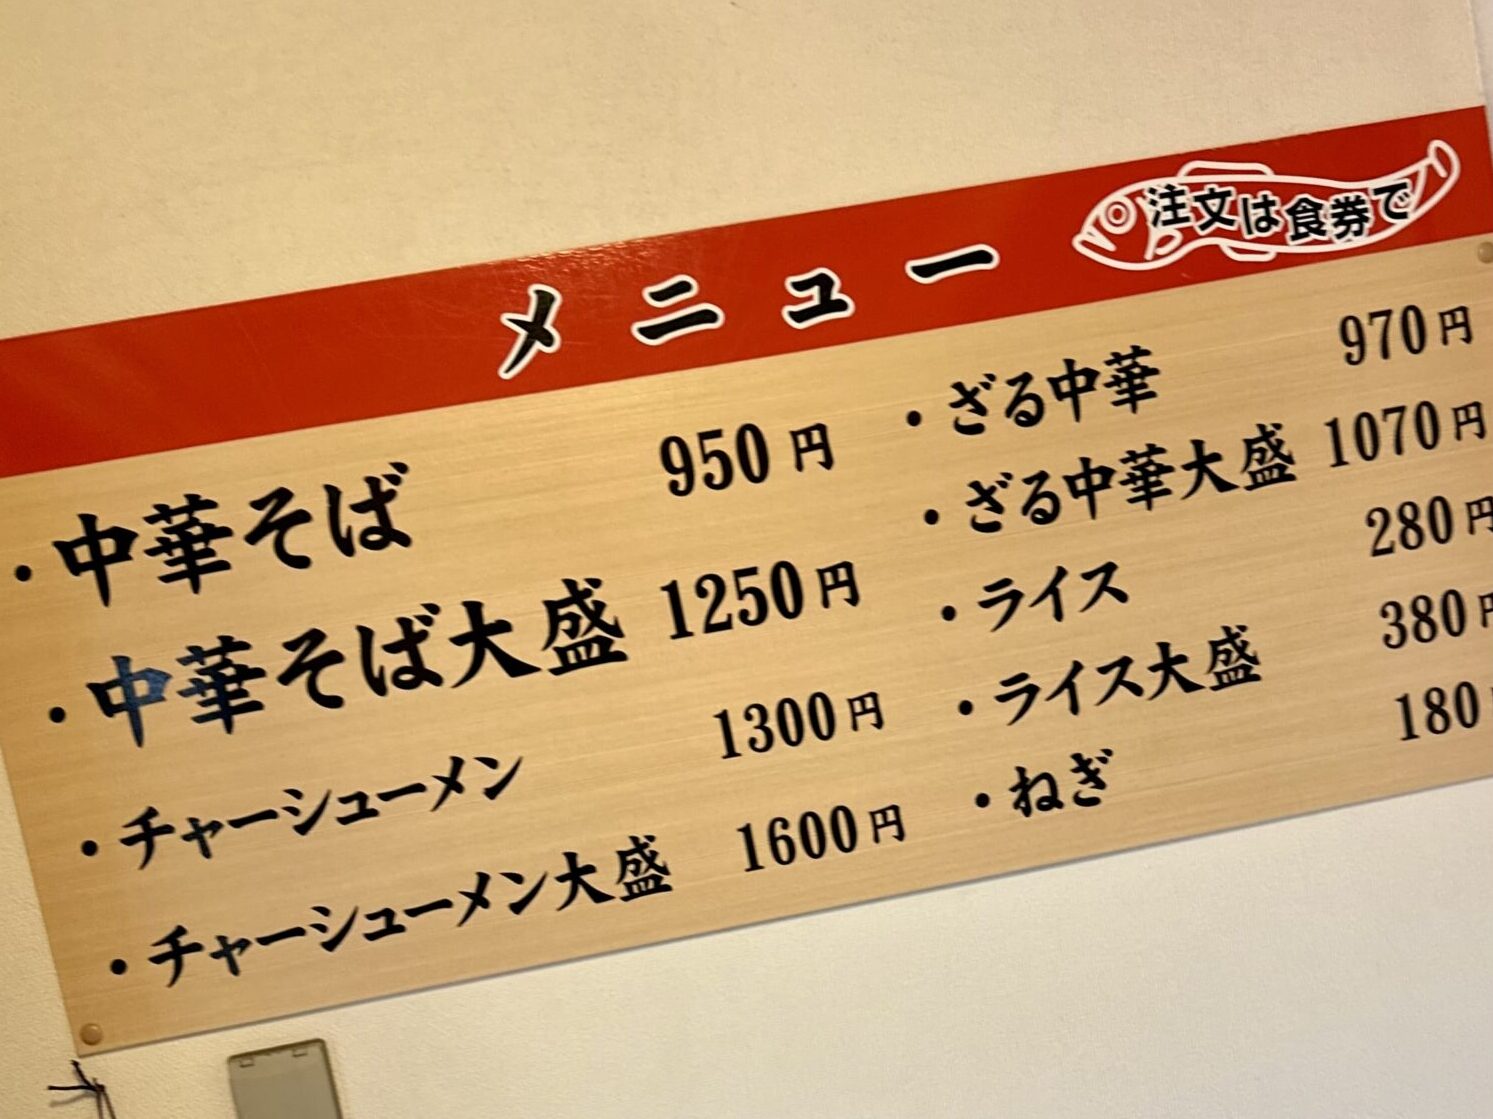 メニュー
注文は食券で
・中華そば 950円
・中華そば大盛 1250円
・チャーシューメン 1300円
・チャーシューメン大盛 1600円
・ざる中華 970円
・ざる中華大盛 1070円
・ライス 280円
・ライス大盛 380円
・ねぎ 180